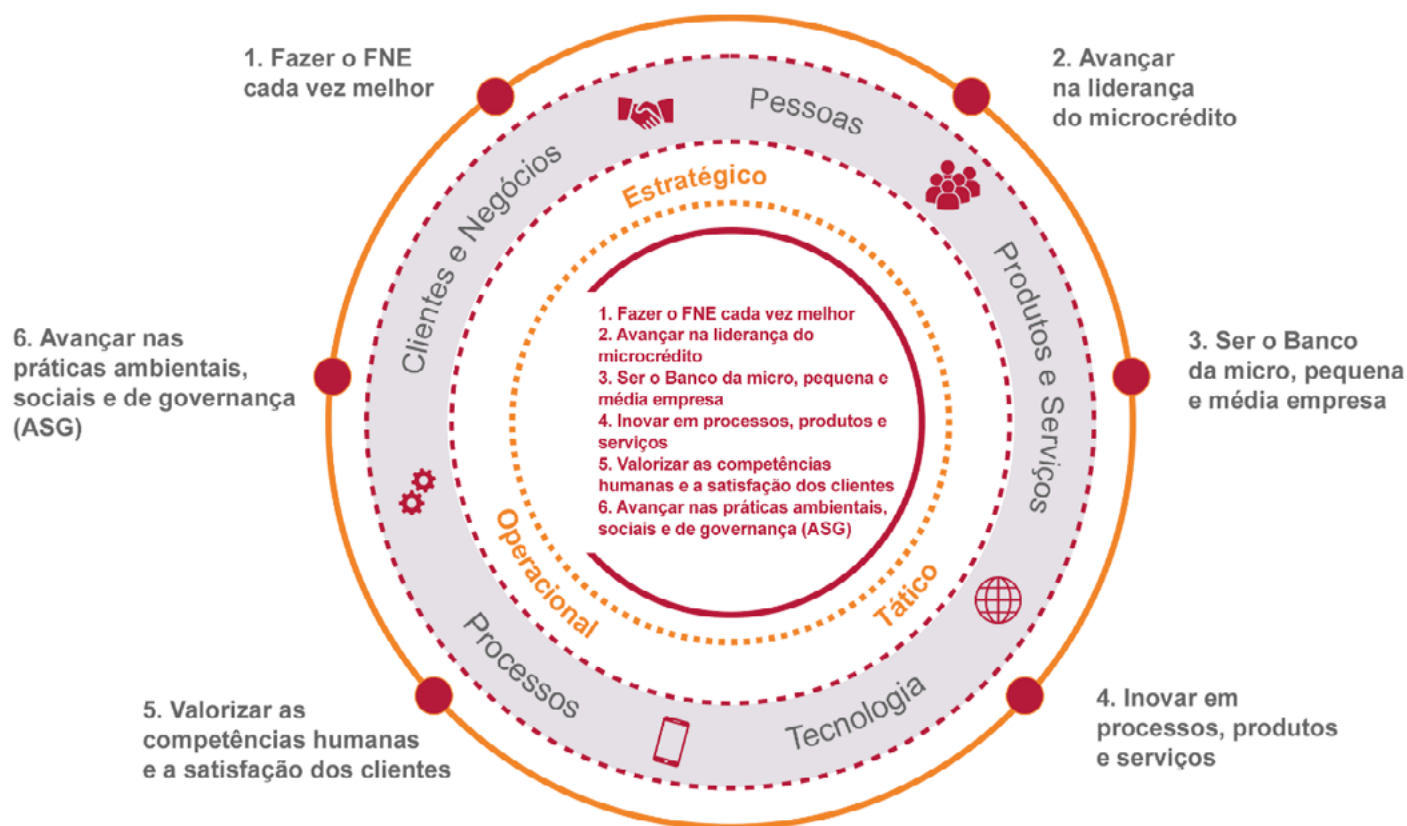 1. Fazer o FNE
cada vez melhor
2. Avançar
na liderança
do microcrédito
Pessoas
Clientes e Negócios
Estratégico
Produtos e Serviços
1. Fazer o FNE cada vez melhor
2. Avançar na liderança do
microcrédito
3. Ser o Banco da micro, pequena e
média empresa
4. Inovar em processos, produtos e
serviços
5. Valorizar as competências
humanas e a satisfação dos clientes
6. Avançar nas práticas ambientais,
sociais e de governança (ASG)
6. Avançar nas
práticas ambientais,
sociais e de governança
(ASG)
3. Ser o Banco
da micro, pequena
e média empresa
Operacional
Tático
Processos
Tecnologia
5. Valorizar as
competências humanas
e a satisfação dos clientes
4. Inovar em
processos, produtos
e serviços